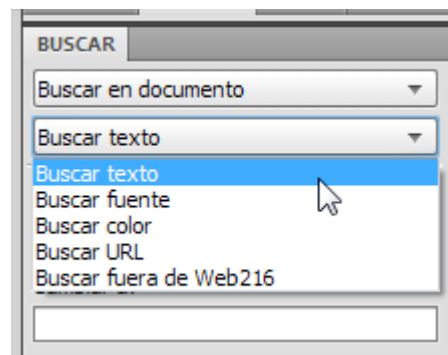 BUSCAR
Buscar en documento
Buscar texto
Buscar texto
Buscar fuente
Buscar color
Buscar URL
Buscar fuera de Web216